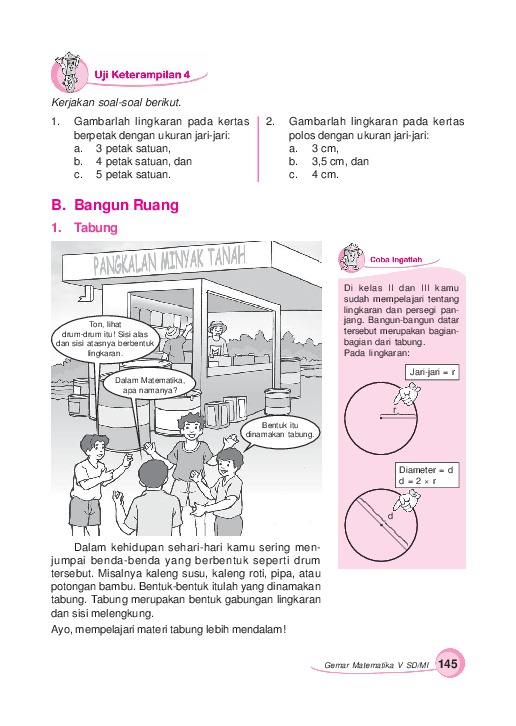 Uji Keterampilan 4
Kerjakan soal-soal berikut.
1. Gambarlah lingkaran pada kertas
berpetak dengan ukuran jari-jari:
a. 3 petak satuan,
b. 4 petak satuan, dan
c. 5 petak satuan.
2. Gambarlah lingkaran pada kertas
polos dengan ukuran jari-jari:
a. 3 cm,
b. 3,5 cm, dan
c. 4 cm.
B. Bangun Ruang
1. Tabung
PANGKALAN MINYAK TANAH
Ton, lihat
drum-drum itu! Sisi alas
dan sisi atasnya berbentuk
lingkaran.
Dalam Matematika,
apa namanya?
Bentuk itu
dinamakan tabung.
Coba Ingatlah
Di kelas II dan III kamu
sudah mempelajari tentang
lingkaran dan persegi pan-
jang. Bangun-bangun datar
tersebut merupakan bagian-
bagian dari tabung.
Pada lingkaran:
Jari-jari = r
r
Diameter = d
d = 2 × r
d
Dalam kehidupan sehari-hari kamu sering men-
jumpai benda-benda yang berbentuk seperti drum
tersebut. Misalnya kaleng susu, kaleng roti, pipa, atau
potongan bambu. Bentuk-bentuk itulah yang dinamakan
tabung. Tabung merupakan bentuk gabungan lingkaran
dan sisi melengkung.
Ayo, mempelajari materi tabung lebih mendalam!
Gemar Matematika V SD/MI 145